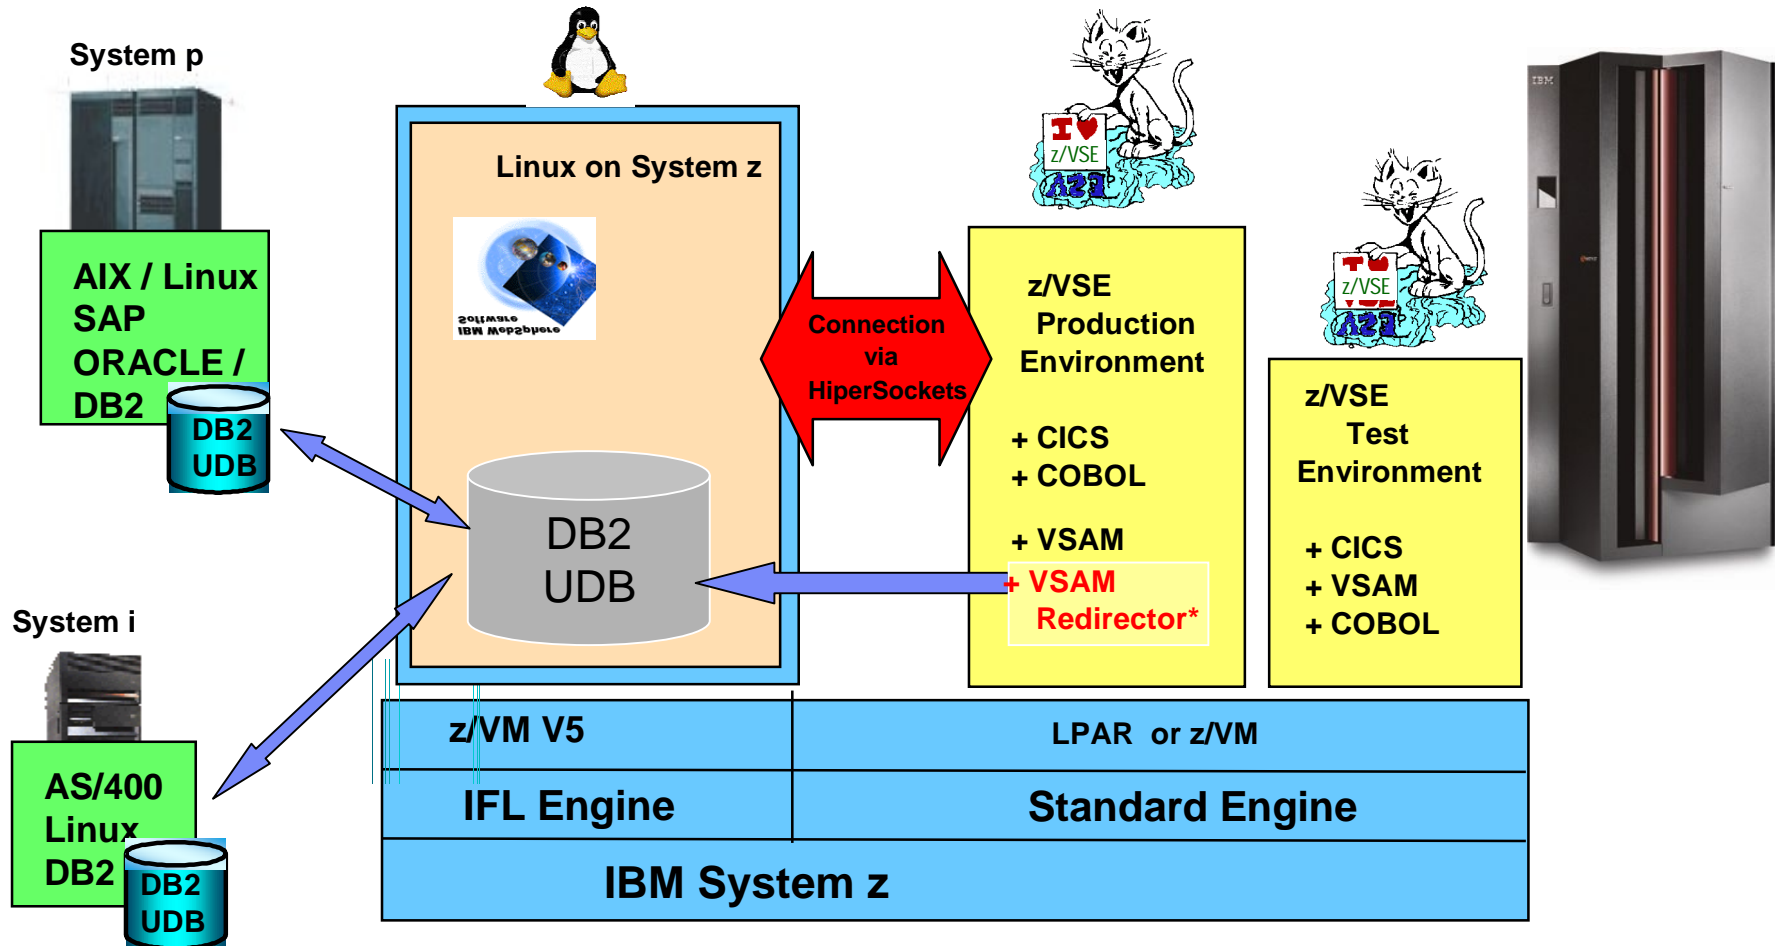 System p
AIX / Linux
SAP
ORACLE /
DB2
DB2
UDB
System i
AS/400
Linux
DB2
DB2
UDB
Linux on System z
Software
IBM WebSphere
DB2
UDB
Connection
via
HiperSockets
I ♥
z/VSE
z/VSE
Production
Environment
+ CICS
+ COBOL
+ VSAM
+ VSAM
Redirector*
z/VSE
z/VSE
Test
Environment
+ CICS
+ VSAM
+ COBOL
IBM
z/VM V5
LPAR or z/VM
IFL Engine
Standard Engine
IBM System z